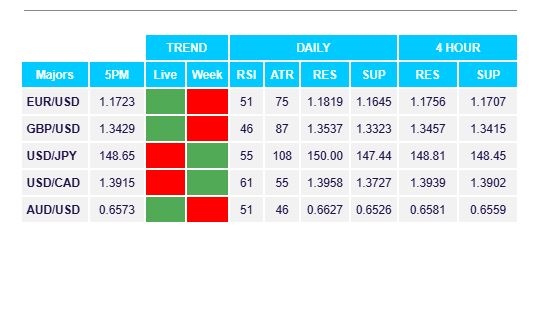 TREND DAILY 4 HOUR
Majors 5PM Live Week RSI ATR RES SUP RES SUP
EUR/USD 1.1723 51 75 1.1819 1.1645 1.1756 1.1707
GBP/USD 1.3429 46 87 1.3537 1.3323 1.3457 1.3415
USD/JPY 148.65 55 108 150.00 147.44 148.81 148.45
USD/CAD 1.3915 61 55 1.3958 1.3727 1.3939 1.3902
AUD/USD 0.6573 51 46 0.6627 0.6526 0.6581 0.6559